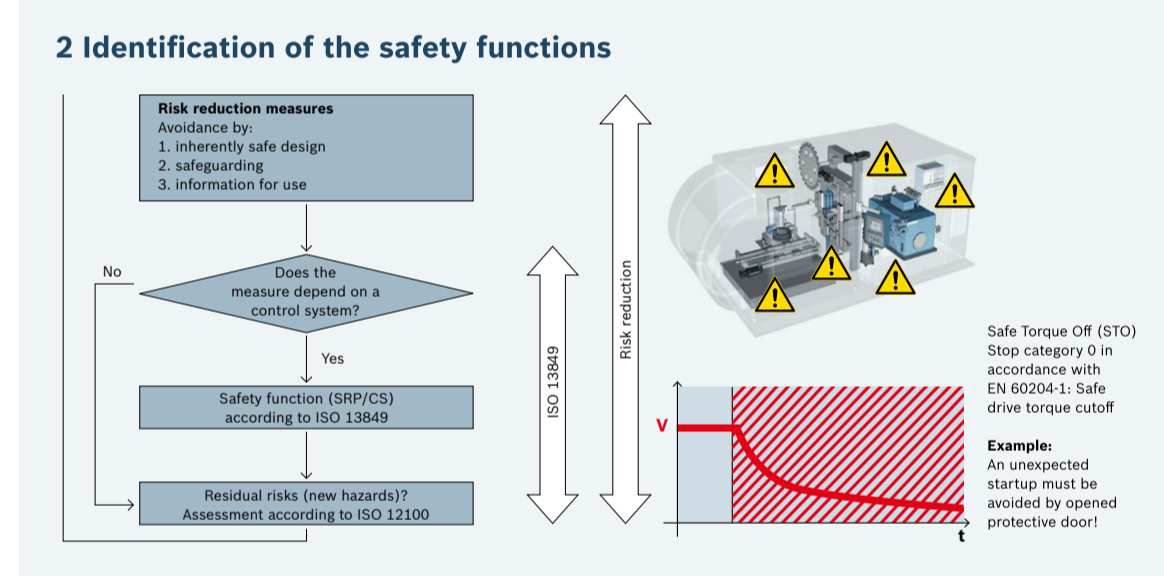 2 Identification of the safety functions
Risk reduction measures
Avoidance by:
1. inherently safe design
2. safeguarding
3. information for use
No
Does the
measure depend on a
control system?
Yes
Safety function (SRP/CS)
according to ISO 13849
Residual risks (new hazards)?
Assessment according to ISO 12100
ISO 13849
Risk reduction
!
!
!
!
!
!
V
t
Safe Torque Off (STO)
Stop category 0 in
accordance with
EN 60204-1: Safe
drive torque cutoff
Example:
An unexpected
startup must be
avoided by opened
protective door!